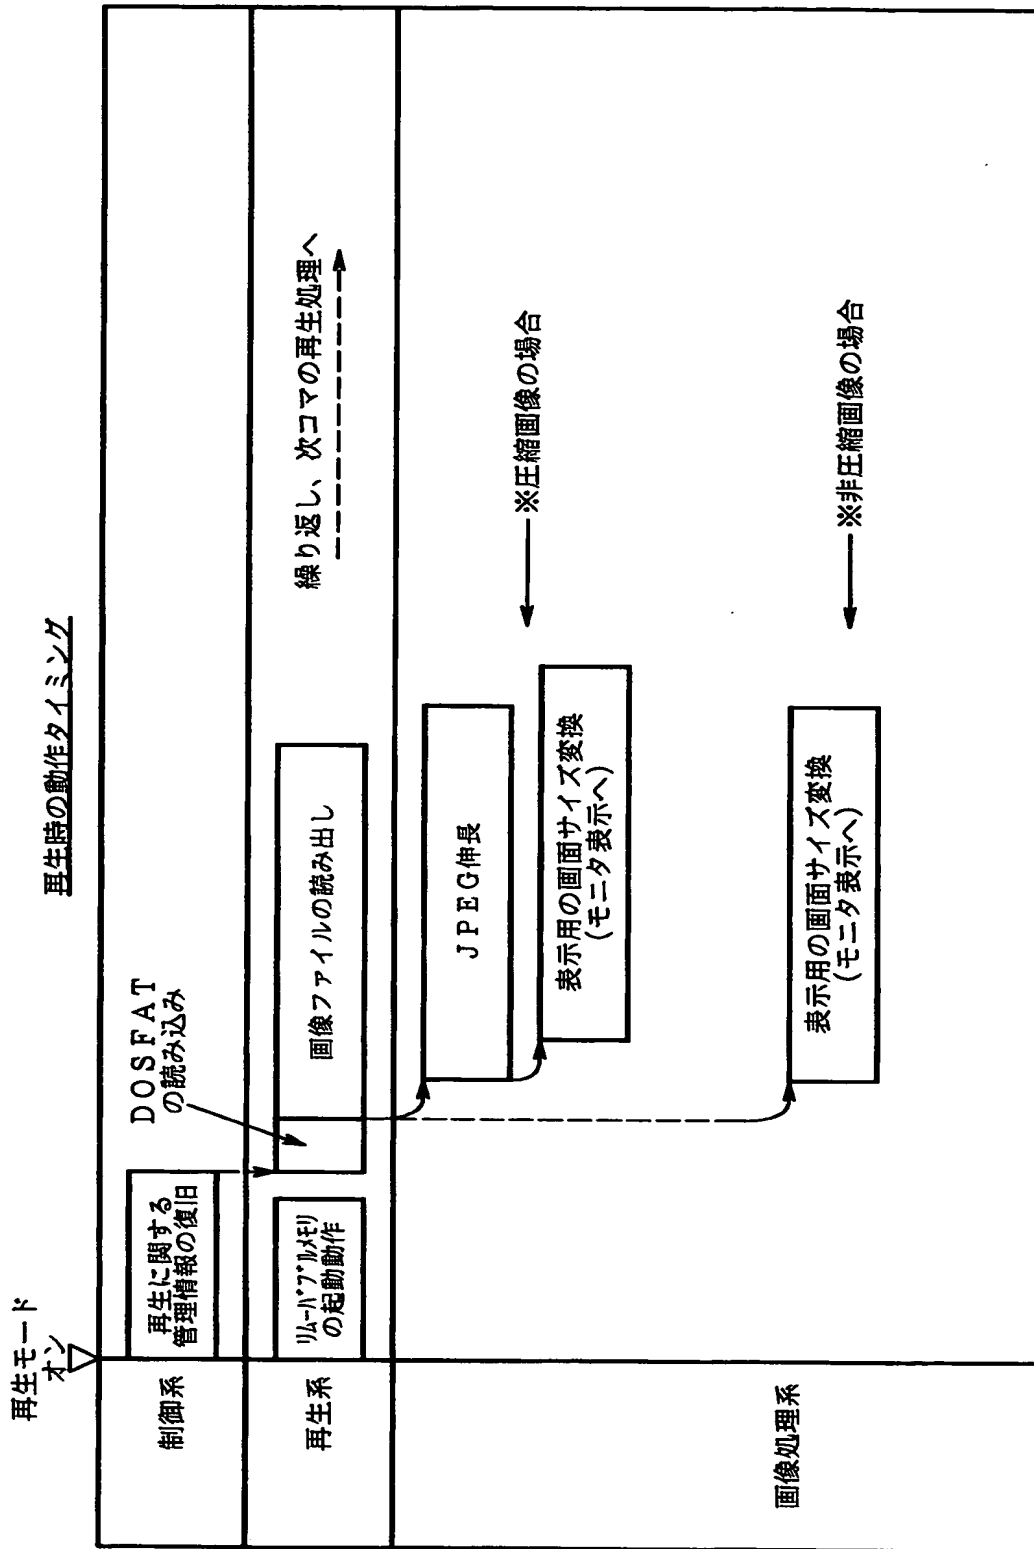 再生時の動作タイミング
再生モード
オン
制御系
再生に関する
管理情報の復旧
DOSFAT
の読み込み
再生系
リムーバブルメモリ
の起動動作
画像ファイルの読み出し
繰り返し、次コマの再生処理へ
画像処理系
JPEG伸長
表示用の画面サイズ変換
(モニタ表示へ)
※圧縮画像の場合
表示用の画面サイズ変換
(モニタ表示へ)
※非圧縮画像の場合